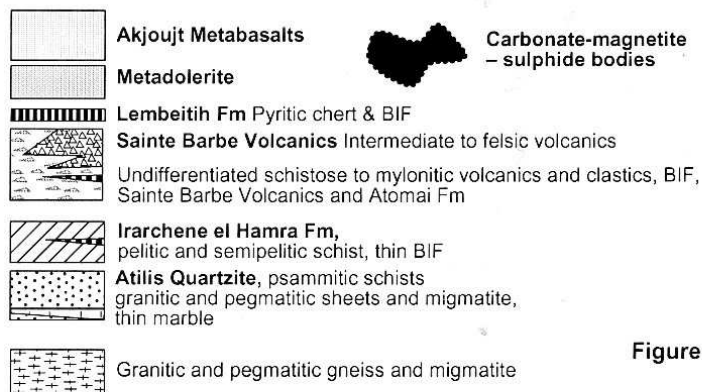 Akjoujt Metabasalts
Carbonate-magnetite
– sulphide bodies
Metadolerite
Lembeitih Fm Pyritic chert & BIF
Sainte Barbe Volcanics Intermediate to felsic volcanics
Undifferentiated schistose to mylonitic volcanics and clastics, BIF,
Sainte Barbe Volcanics and Atomai Fm
Irarchene el Hamra Fm,
pelitic and semipelitic schist, thin BIF
Atilis Quartzite, psammitic schists
granitic and pegmatitic sheets and migmatite,
thin marble
Figure
Granitic and pegmatitic gneiss and migmatite